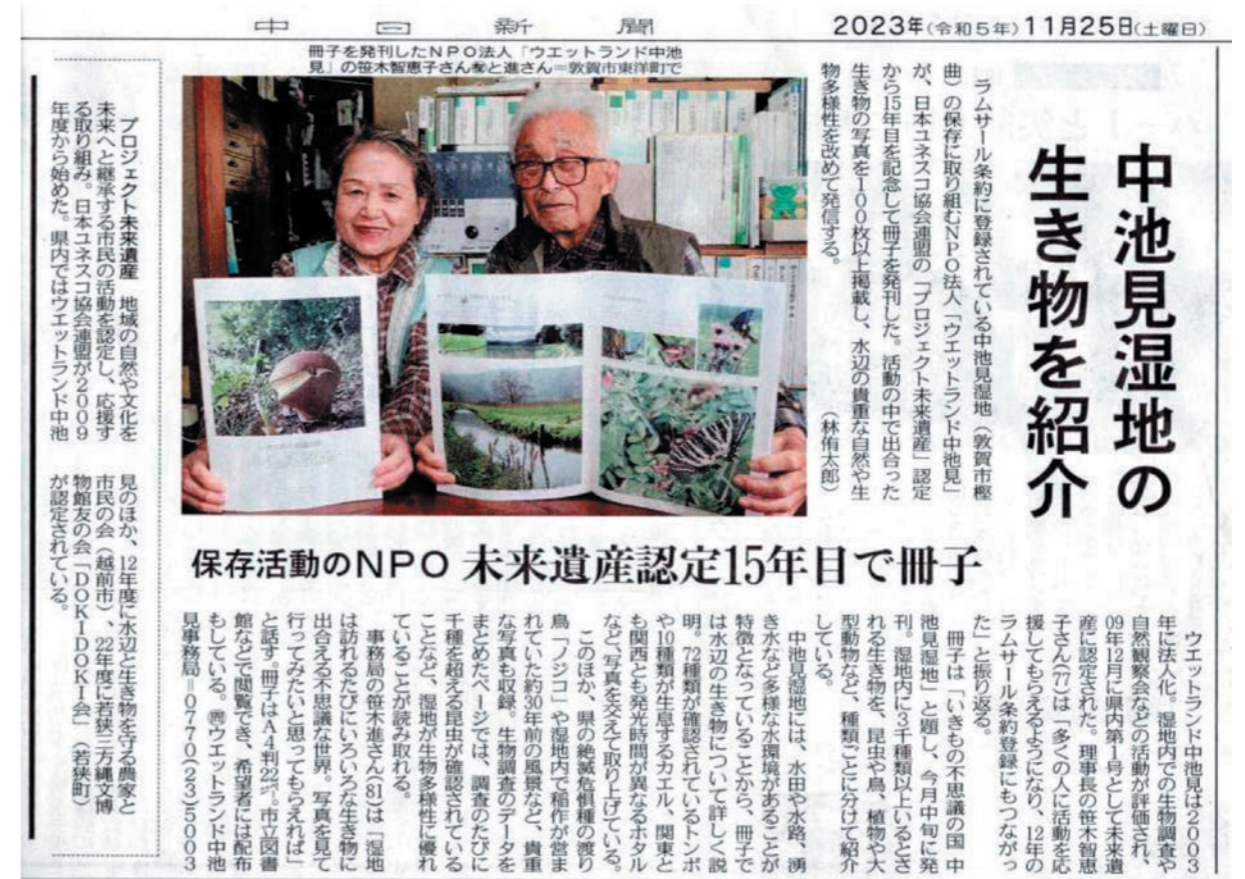 中日新聞
2023年(令和5年)11月25日(土曜日)
中池見湿地の
生き物を紹介
保存活動のNPO 未来遺産認定15年目で冊子
ラムサール条約に登録されている中池見湿地(敦賀市樫
曲)の保存に取り組むNPO法人「ウエットランド中池見」
が、日本ユネスコ協会連盟の「プロジェクト未来遺産」認定
から15年目を記念して冊子を発刊した。活動の中で出合った
生き物の写真を100枚以上掲載し、水辺の貴重な自然や生
物多様性を改めて発信する。
(林侑太郎)
冊子を発刊したNPO法人「ウエットランド中池
見」の笹木智恵子さん㊧と進さん=敦賀市東洋町で
ウエットランド中池見は2003
年に法人化。湿地内での生物調査や
自然観察会などの活動が評価され、
09年12月に県内第1号として未来遺
産に認定された。理事長の笹木智恵
子さん(77)は「多くの人に活動を応
援してもらえるようになり、12年の
ラムサール条約登録にもつながっ
た」と振り返る。
冊子は「いきもの不思議の国 中
池見湿地」と題し、今月中旬に発
刊。湿地内に3千種類以上いるとさ
れる生き物を、昆虫や鳥、植物や大
型動物など、種類ごとに分けて紹介
している。
中池見湿地には、水田や水路、湧
き水など多様な水環境があることが
特徴となっていることから、冊子で
は水辺の生き物について詳しく説
明。72種類が確認されているトンボ
や10種類が生息するカエル、関東と
も関西とも発光時間が異なるホタル
など、写真を交えて取り上げている。
このほか、県の絶滅危惧種の渡り
鳥「ノジコ」や湿地内で稲作が営ま
れていた約30年前の風景など、貴重
な写真も収録。生物調査のデータを
まとめたページでは、調査のたびに
千種を超える昆虫が確認されている
ことなど、湿地が生物多様性に優れ
ていることが読み取れる。
事務局の笹木進さん(81)は「湿地
は訪れるたびにいろいろな生き物に
出合える不思議な世界。写真を見て
行ってみたいと思ってもらえれば」
と話す。冊子はA4判22㌻。市立図書
館などで閲覧でき、希望者には配布
もしている。㉄ウエットランド中池
見事務局=0770(23)5003
プロジェクト未来遺産 地域の自然や文化を
未来へと継承する市民の活動を認定し、応援す
る取り組み。日本ユネスコ協会連盟が2009
年度から始めた。県内ではウエットランド中池
見のほか、12年度に水辺と生き物を守る農家と
市民の会(越前市)、22年度に若狭三方縄文博
物館友の会「DOKIDOKI会」(若狭町)
が認定されている。